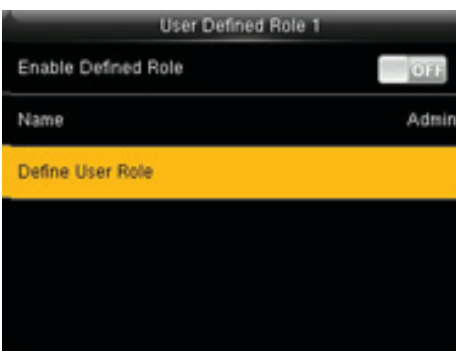 User Defined Role 1
Enable Defined Role OFF
Name Admin
Define User Role